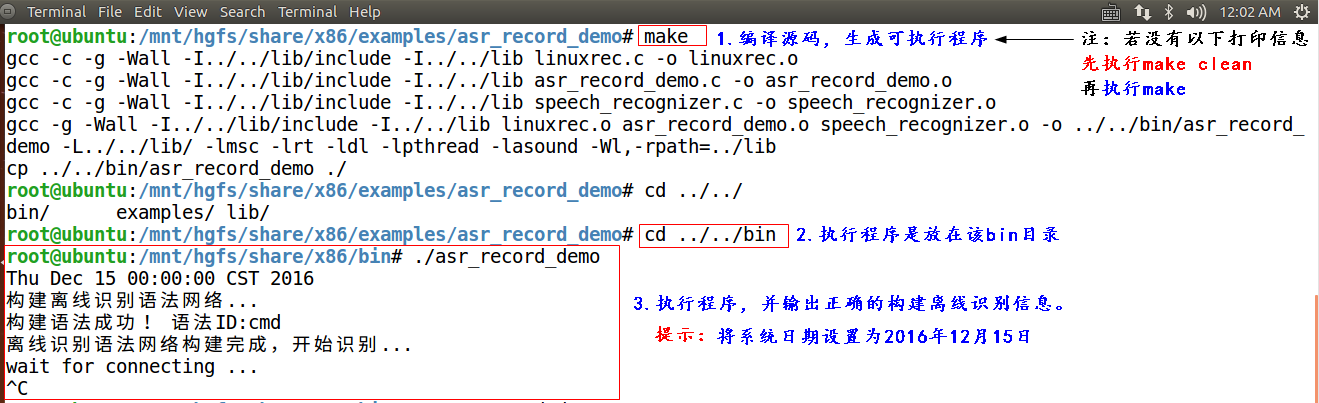 Terminal File Edit View Search Terminal Help 12:02 AM
root@ubuntu:/mnt/hgfs/share/x86/examples/asr_record_demo# make 1.编译源码，生成可执行程序 注：若没有以下打印信息
gcc -c -g -Wall -I../../lib/include -I../../lib linuxrec.c -o linuxrec.o 先执行make clean
gcc -c -g -Wall -I../../lib/include -I../../lib asr_record_demo.c -o asr_record_demo.o 再执行make
gcc -c -g -Wall -I../../lib/include -I../../lib speech_recognizer.c -o speech_recognizer.o
gcc -g -Wall -I../../lib/include -I../../lib linuxrec.o asr_record_demo.o speech_recognizer.o -o ../../bin/asr_record_
demo -L../../lib/ -lmsc -lrt -ldl -lpthread -lasound -Wl,-rpath=../lib
cp ../../bin/asr_record_demo ./
root@ubuntu:/mnt/hgfs/share/x86/examples/asr_record_demo# cd ../../
bin/ examples/ lib/
root@ubuntu:/mnt/hgfs/share/x86/examples/asr_record_demo# cd ../../bin 2.执行程序是放在该bin目录
root@ubuntu:/mnt/hgfs/share/x86/bin# ./asr_record_demo
Thu Dec 15 00:00:00 CST 2016
构建离线识别语法网络...
构建语法成功！ 语法ID:cmd
离线识别语法网络构建完成，开始识别...
wait for connecting ...
^C
3.执行程序，并输出正确的构建离线识别信息。
提示：将系统日期设置为2016年12月15日